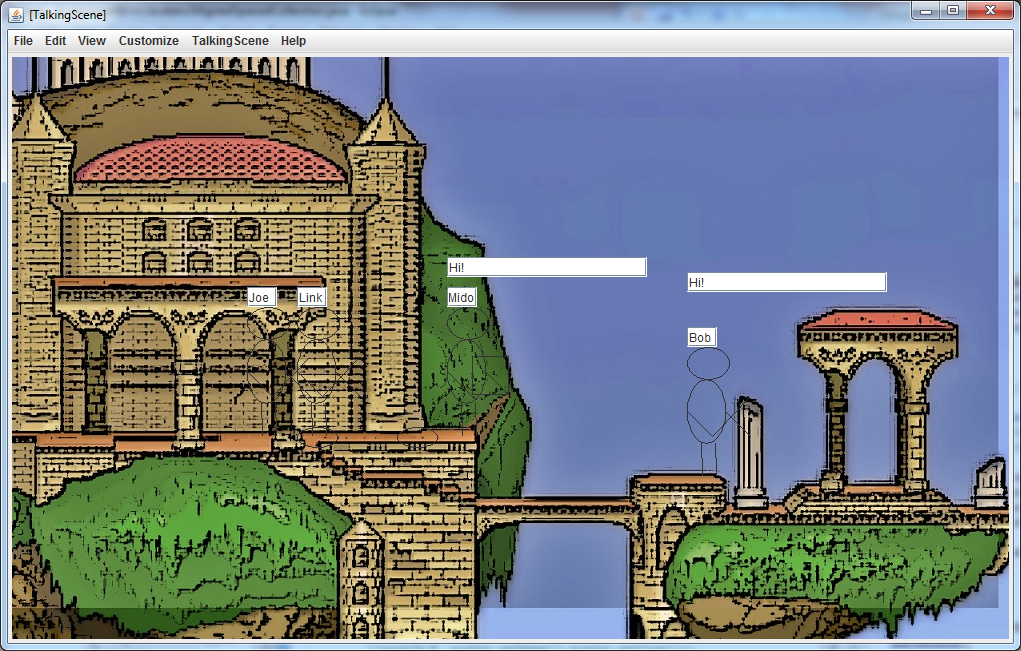 [TalkingScene]
File Edit View Customize TalkingScene Help
Hi!
Hi!
Joe Link Mido
Bob